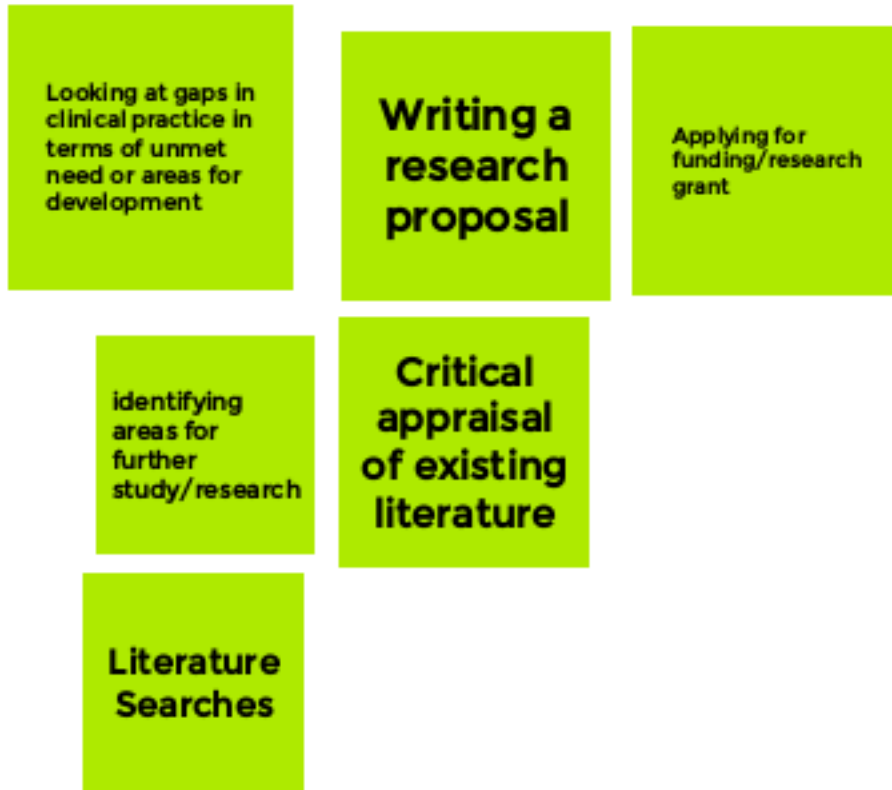 Looking at gaps in
clinical practice in
terms of unmet
need or areas for
development
Writing a
research
proposal
Applying for
funding/research
grant
identifying
areas for
further
study/research
Critical
appraisal
of existing
literature
Literature
Searches